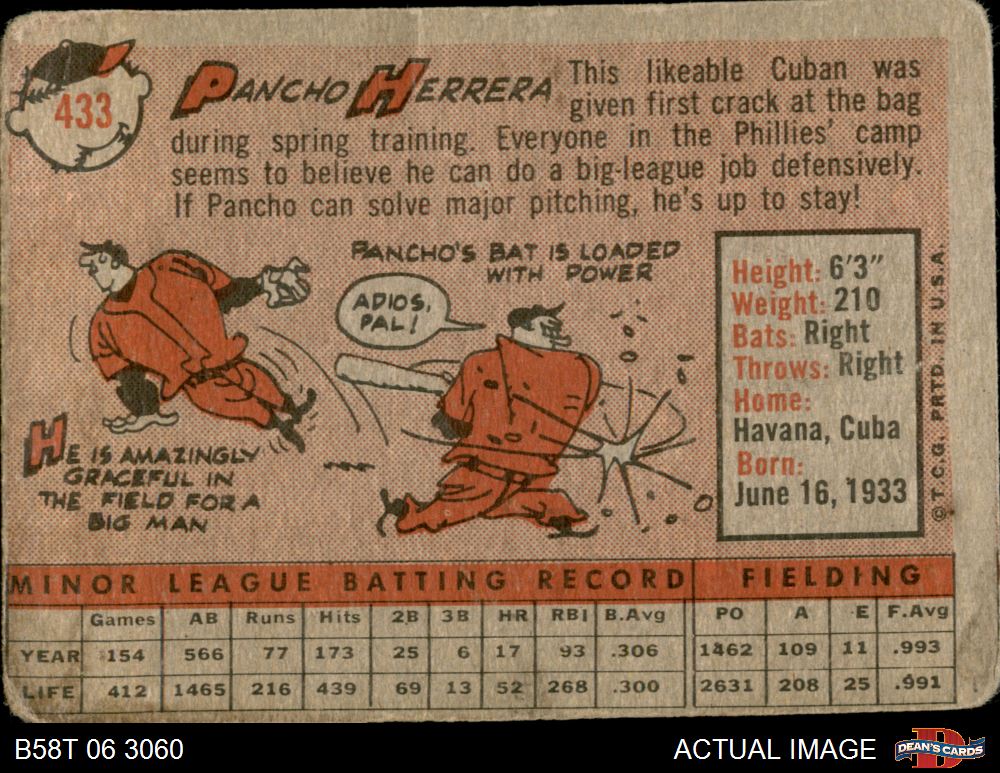 433
PANCHO HERRERA
This likeable Cuban was
given first crack at the bag
during spring training. Everyone in the Phillies' camp
seems to believe he can do a big-league job defensively.
If Pancho can solve major pitching, he's up to stay!
PANCHO'S BAT IS LOADED
WITH POWER
ADIOS,
PAL!
HE IS AMAZINGLY
GRACEFUL IN
THE FIELD FOR A
BIG MAN
Height: 6'3"
Weight: 210
Bats: Right
Throws: Right
Home:
Havana, Cuba
Born:
June 16, 1933
© T.C.G. PRTD. IN U.S.A.
MINOR LEAGUE BATTING RECORD FIELDING
Games AB Runs Hits 2B 3B HR RBI B.Avg PO A E F.Avg
YEAR 154 566 77 173 25 6 17 93 .306 1462 109 11 .993
LIFE 412 1465 216 439 69 13 52 268 .300 2631 208 25 .991
B58T 06 3060
ACTUAL IMAGE
DEAN'S CARDS